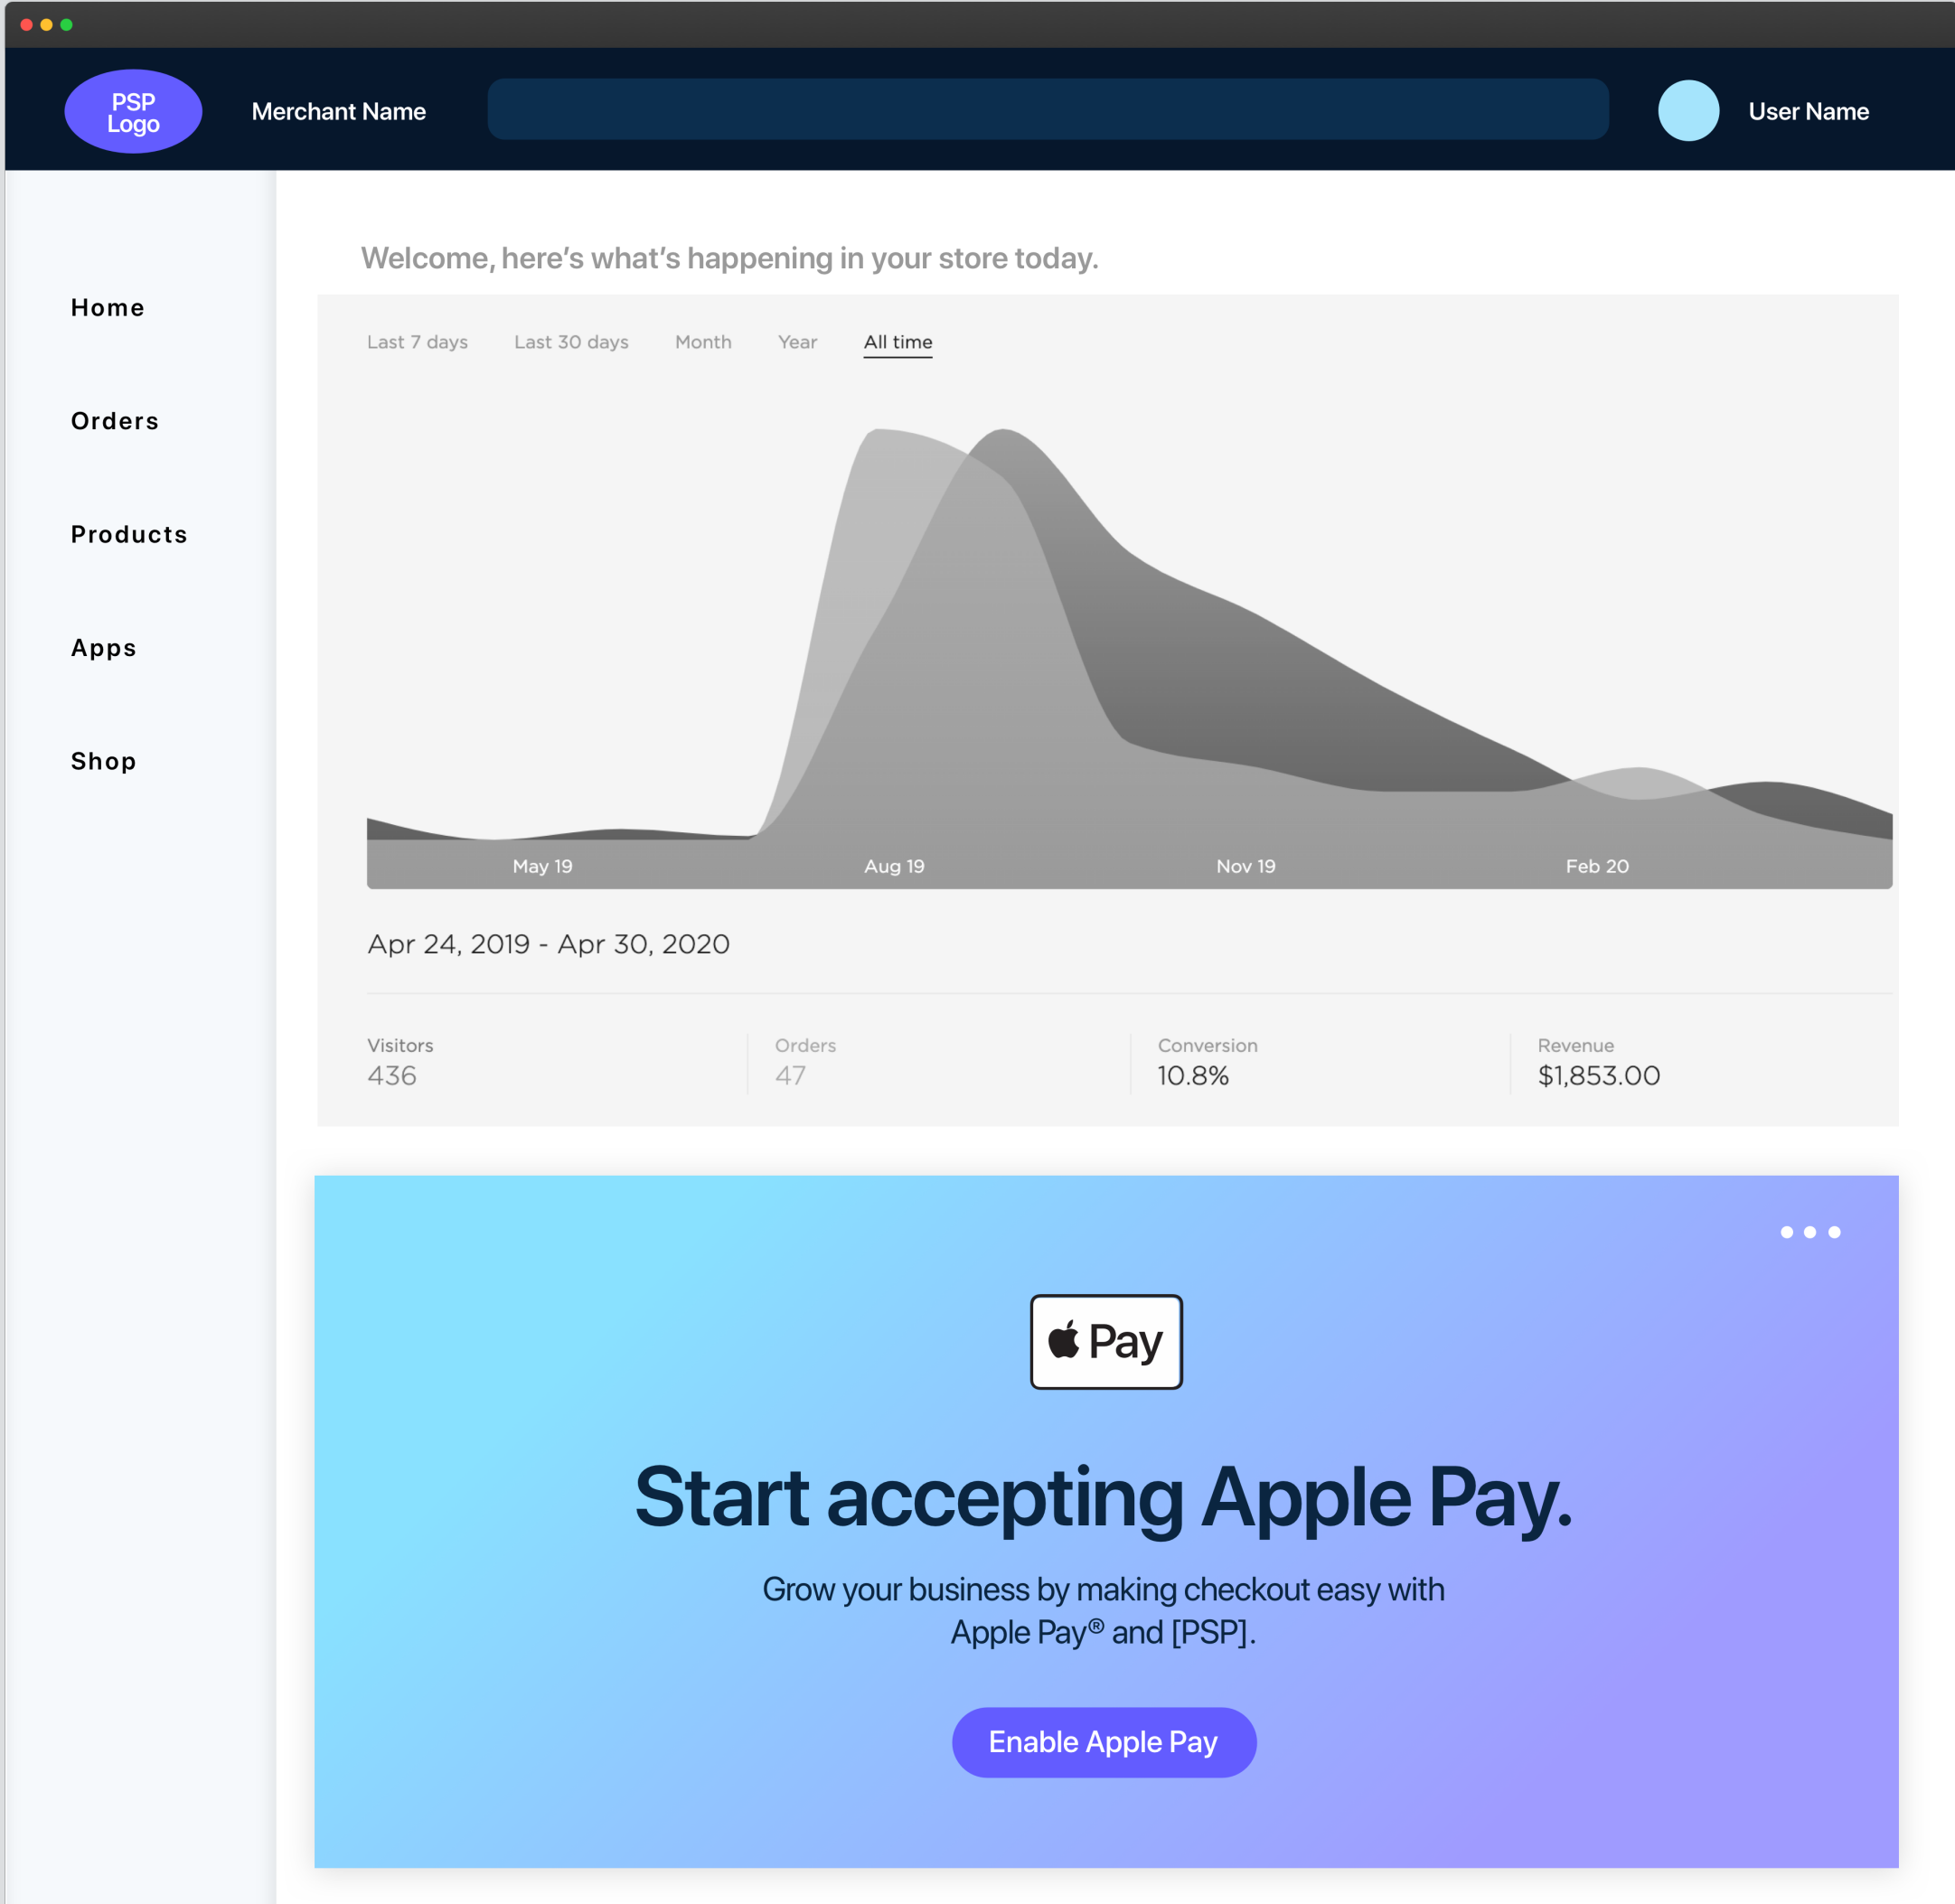 PSP
Logo
Merchant Name
User Name
Welcome, here’s what’s happening in your store today.
Home
Orders
Products
Apps
Shop
Last 7 days Last 30 days Month Year All time
May 19 Aug 19 Nov 19 Feb 20
Apr 24, 2019 - Apr 30, 2020
Visitors Orders Conversion Revenue
436 47 10.8% $1,853.00
Pay
Start accepting Apple Pay.
Grow your business by making checkout easy with
Apple Pay® and [PSP].
Enable Apple Pay